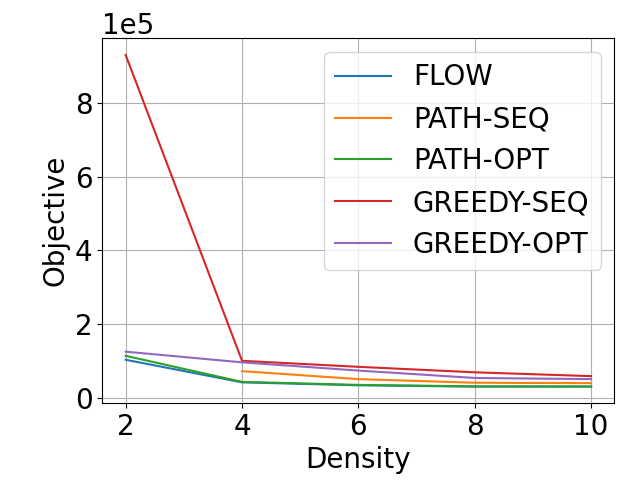 1e5
FLOW
PATH-SEQ
PATH-OPT
GREEDY-SEQ
GREEDY-OPT
Objective
8
6
4
2
0
2 4 6 8 10
Density